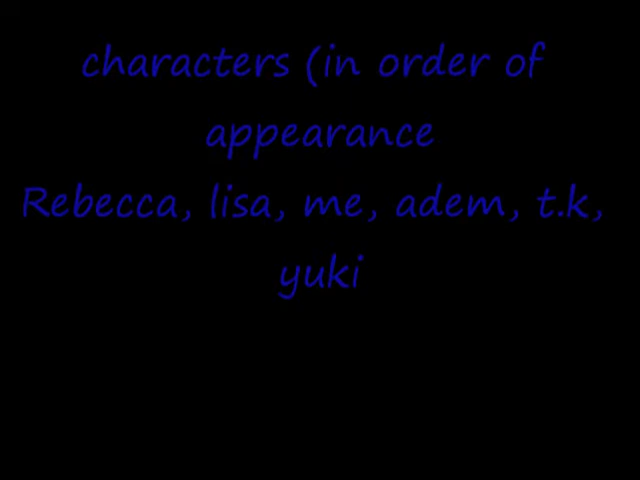 characters (in order of
appearance
Rebecca, lisa, me, adem, t.k,
yuki